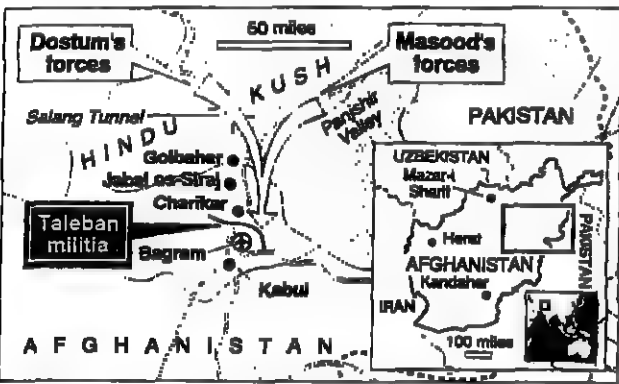 Dostum's
forces
50 miles
Masood's
forces
Salang Tunnel
HINDU
KUSH
Panjshir
Valley
PAKISTAN
Golbahar
Jabal os-Siraj
Charikar
Taleban
militia
Bagram
Kabul
AFGHANISTAN
UZBEKISTAN
Mazar-i
Sharif
Herat
AFGHANISTAN
Kandahar
PAKISTAN
IRAN
100 miles